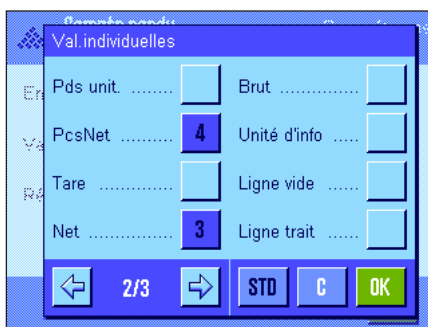 Val.individuelles
Pds unit. ........
Brut ...............
PcsNet ........... 4
Unité d'info .....
Tare ..............
Ligne vide .......
Net ................ 3
Ligne trait ......
2/3 STD C OK